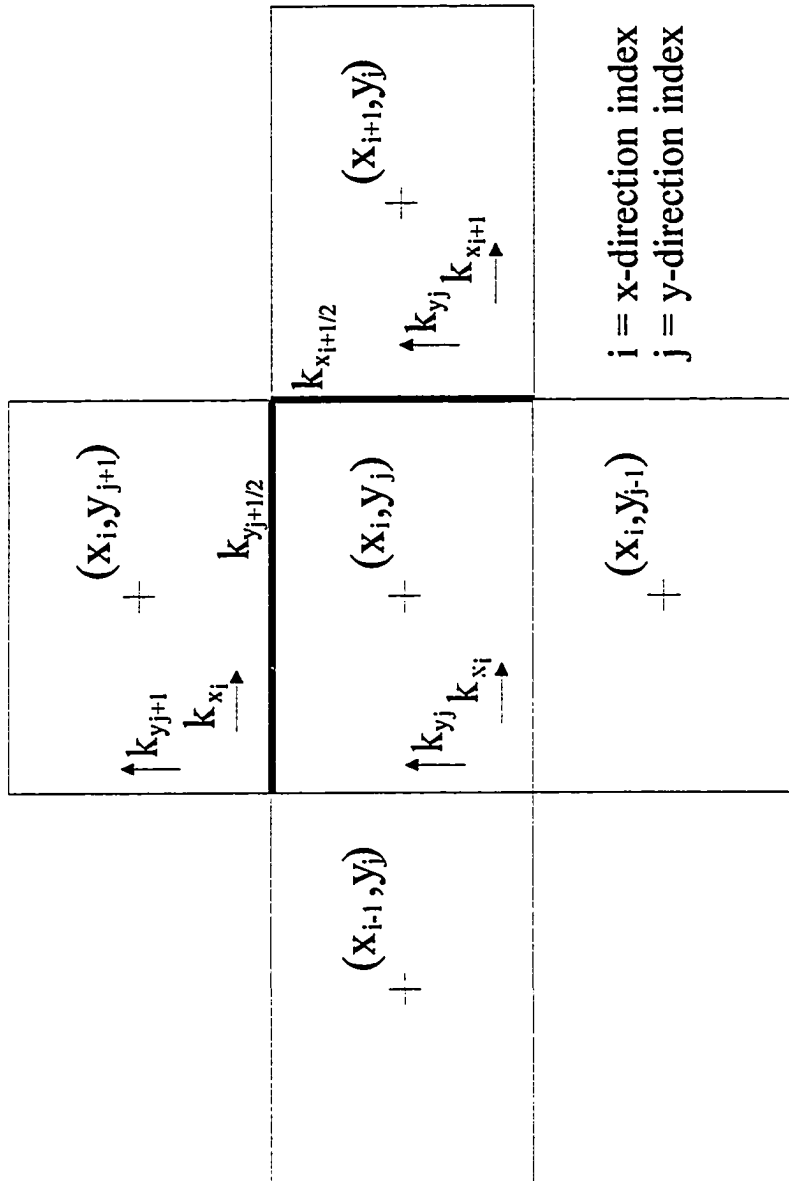 (x_i,y_{j+1})
k_{y_{j+1}}
k_{x_i}
k_{y_{j+1/2}}
k_{x_{i+1/2}}
(x_{i-1},y_j)
(x_i,y_j)
(x_{i+1},y_j)
k_{y_j}
k_{x_i}
k_{y_j}
k_{x_{i+1}}
(x_i,y_{j-1})
i = x-direction index
j = y-direction index